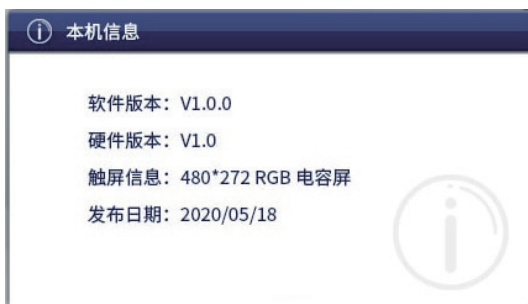 本机信息
软件版本：V1.0.0
硬件版本：V1.0
触屏信息：480*272 RGB 电容屏
发布日期：2020/05/18